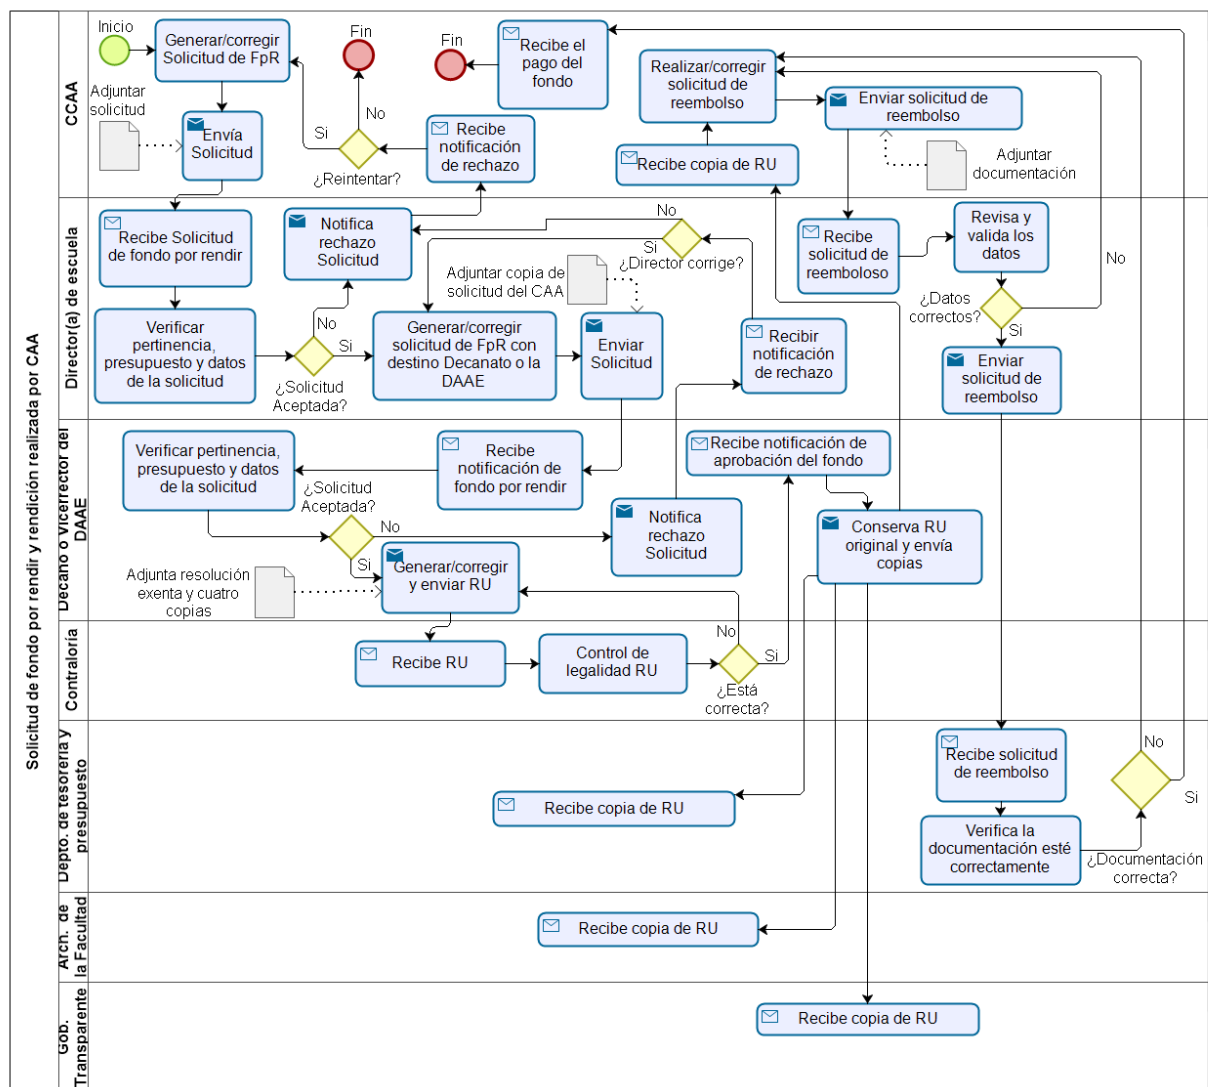 Solicitud de fondo por rendir y rendición realizada por CAA
CCAA
Inicio
Generar/corregir
Solicitud de FpR
Fin
Fin
Recibe el
pago del
fondo
Realizar/corregir
solicitud de
reembolso
Enviar solicitud de
reembolso
Adjuntar
solicitud
Envía
Solicitud
Si
No
¿Reintentar?
Recibe
notificación
de rechazo
Recibe copia de RU
Adjuntar
documentación
Director(a) de escuela
Recibe Solicitud
de fondo por rendir
Notifica
rechazo
Solicitud
No
Si
¿Director corrige?
Recibe
solicitud de
reemboloso
Revisa y
valida los
datos
No
Adjuntar copia de
solicitud del CAA
¿Datos
correctos?
Si
Verificar
pertinencia,
presupuesto y datos
de la solicitud
No
Si
¿Solicitud
Aceptada?
Generar/corregir
solicitud de FpR con
destino Decanato o la
DAAE
Enviar
Solicitud
Recibir
notificación
de rechazo
Enviar
solicitud de
reembolso
Decano o Vicerrector del
DAAE
Verificar pertinencia,
presupuesto y datos
de la solicitud
¿Solicitud
Aceptada?
Recibe
notificación de
fondo por rendir
Recibe notificación de
aprobación del fondo
No
Si
Notifica
rechazo
Solicitud
Conserva RU
original y envía
copias
Adjunta resolución
exenta y cuatro
copias
Generar/corregir
y enviar RU
Contraloría
Recibe RU
Control de
legalidad RU
No
Si
¿Está
correcta?
Depto. de tesorería y
presupuesto
Recibe solicitud
de reembolso
No
Si
Recibe copia de RU
Verifica la
documentación esté
correctamente
¿Documentación
correcta?
Arch. de
la Facultad
Recibe copia de RU
Gob.
Transparente
Recibe copia de RU